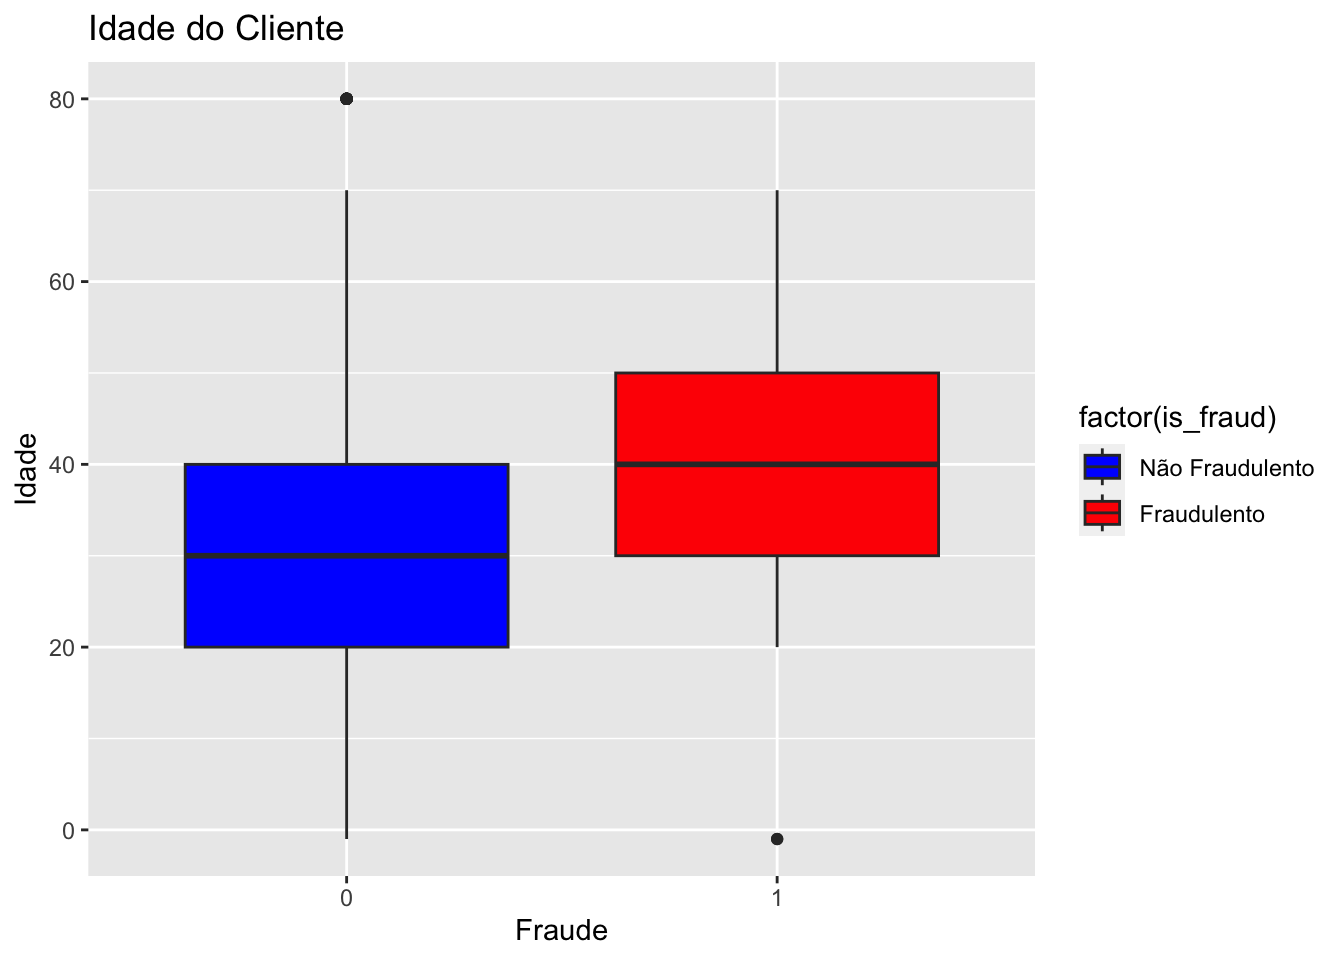 Idade do Cliente
80
60
40
20
0
Idade
0
1
Fraude
factor(is_fraud)
Não Fraudulento
Fraudulento